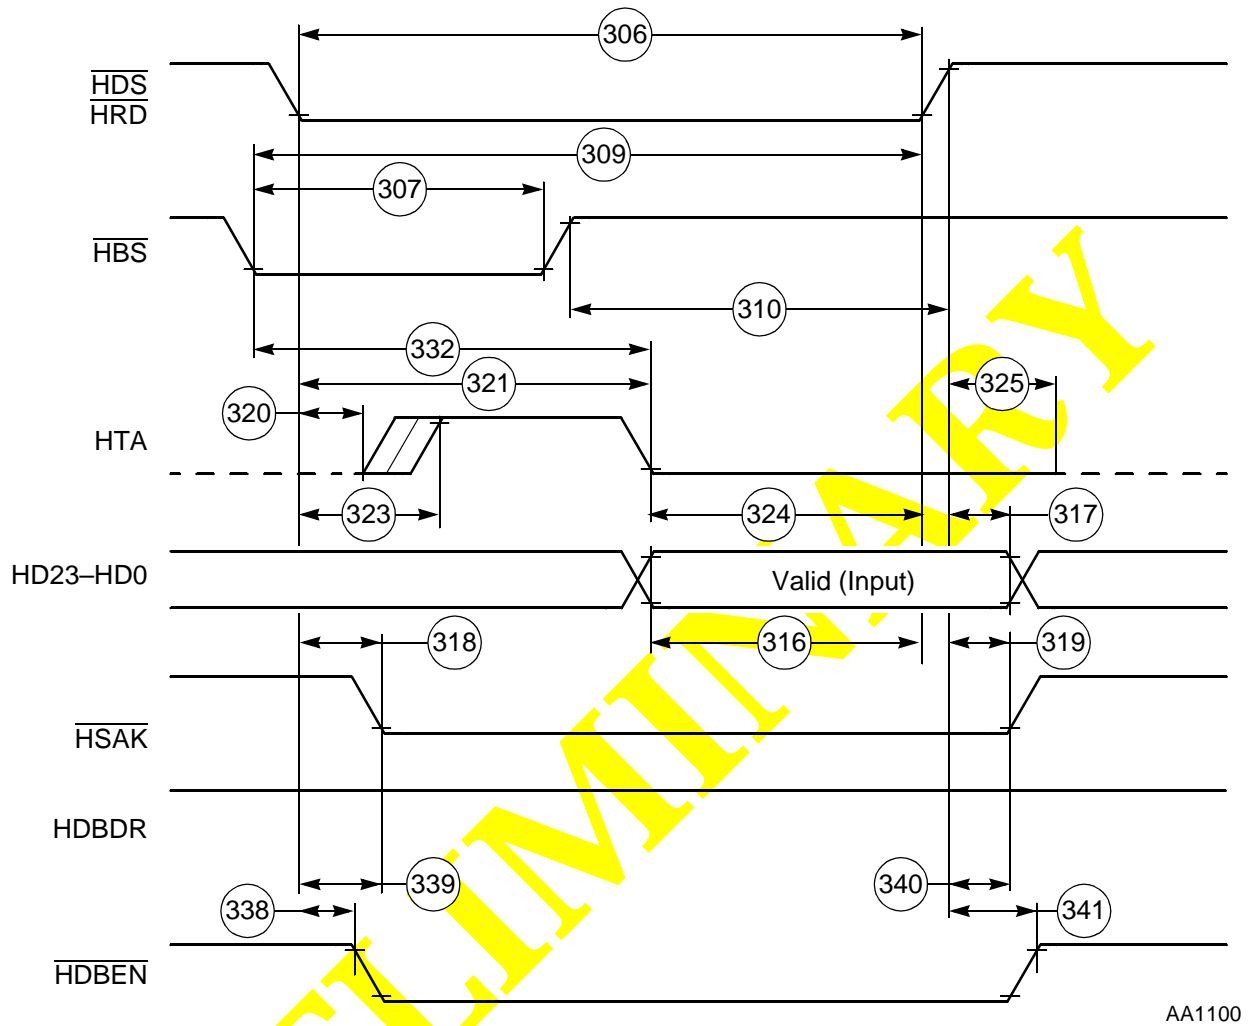 306
HDS
HRD
309
307
HBS
310
332
321
325
320
HTA
323
324
317
HD23–HD0
Valid (Input)
318
316
319
HSAK
HDBDR
339
340
338
341
HDBEN
AA1100
PRELIMINARY